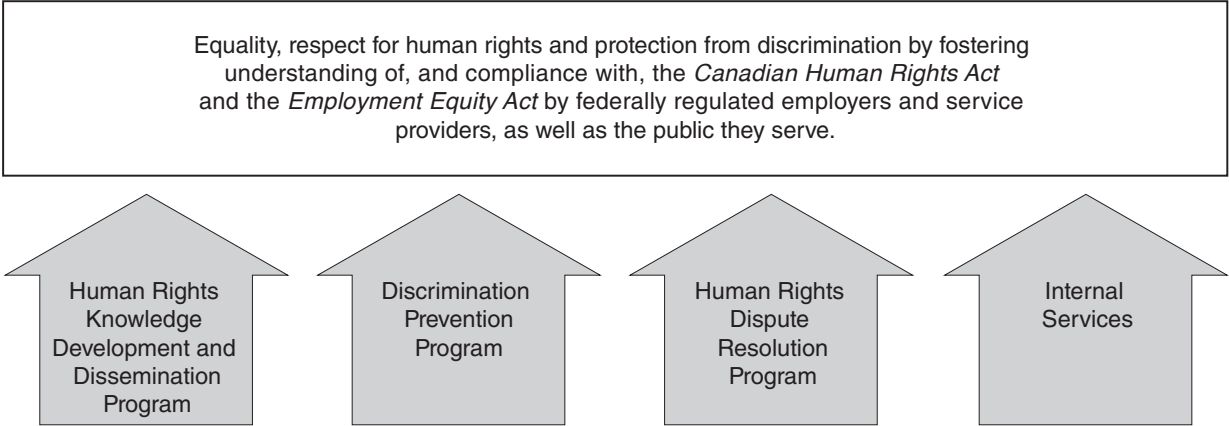 Equality, respect for human rights and protection from discrimination by fostering
understanding of, and compliance with, the Canadian Human Rights Act
and the Employment Equity Act by federally regulated employers and service
providers, as well as the public they serve.
Human Rights
Knowledge
Development and
Dissemination
Program
Discrimination
Prevention
Program
Human Rights
Dispute
Resolution
Program
Internal
Services